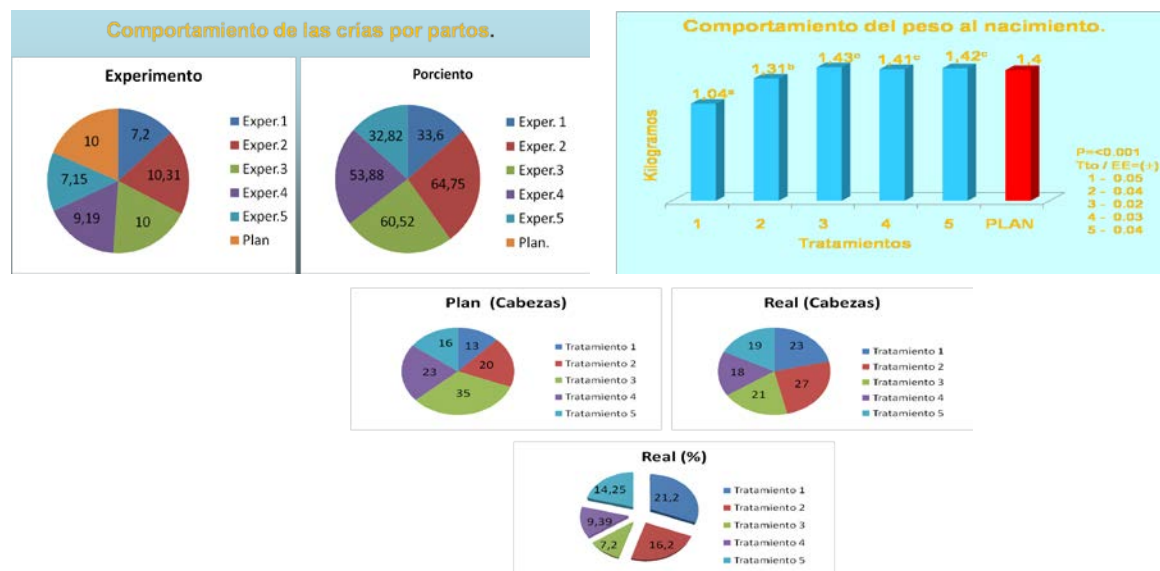 Comportamiento de las crías por partos.
Experimento
7,2
10,31
10
9,19
7,15
10
Exper.1
Exper.2
Exper.3
Exper.4
Exper.5
Plan
Porciento
33,6
64,75
60,52
53,88
32,82
Exper. 1
Exper. 2
Exper.3
Exper.4
Exper.5
Plan.
Comportamiento del peso al nacimiento.
Kilogramos
1,04ª
1,31ᵇ
1,43ᶜ
1,41ᶜ
1,42ᶜ
1,4
1 2 3 4 5 PLAN
Tratamientos
P=<0.001
Tto / EE=(+)
1 - 0.05
2 - 0.04
3 - 0.02
4 - 0.03
5 - 0.04
Plan (Cabezas)
13
20
35
23
16
Tratamiento 1
Tratamiento 2
Tratamiento 3
Tratamiento 4
Tratamiento 5
Real (Cabezas)
23
27
21
18
19
Tratamiento 1
Tratamiento 2
Tratamiento 3
Tratamiento 4
Tratamiento 5
Real (%)
21,2
16,2
7,2
9,39
14,25
Tratamiento 1
Tratamiento 2
Tratamiento 3
Tratamiento 4
Tratamiento 5